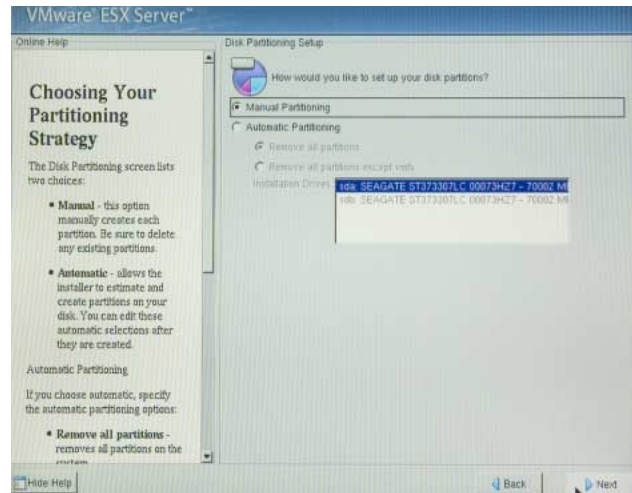 VMware ESX Server™
Online Help
Choosing Your
Partitioning
Strategy
The Disk Partitioning screen lists
two choices:
Manual - this option
manually creates each
partition. Be sure to delete
any existing partitions.
Automatic - allows the
installer to estimate and
create partitions on your
disk. You can edit these
automatic selections after
they are created.
Automatic Partitioning
If you choose automatic, specify
the automatic partitioning options:
Remove all partitions -
removes all partitions on the
system
Hide Help
Disk Partitioning Setup
How would you like to set up your disk partitions?
Manual Partitioning
Automatic Partitioning
Remove all partitions
Remove all partitions except vmfs
Installation Drives:
sda: SEAGATE ST373307LC 00073HZ7 - 70002 M
sdb: SEAGATE ST373307LC 00073HZ7 - 70002 M
Back
Next